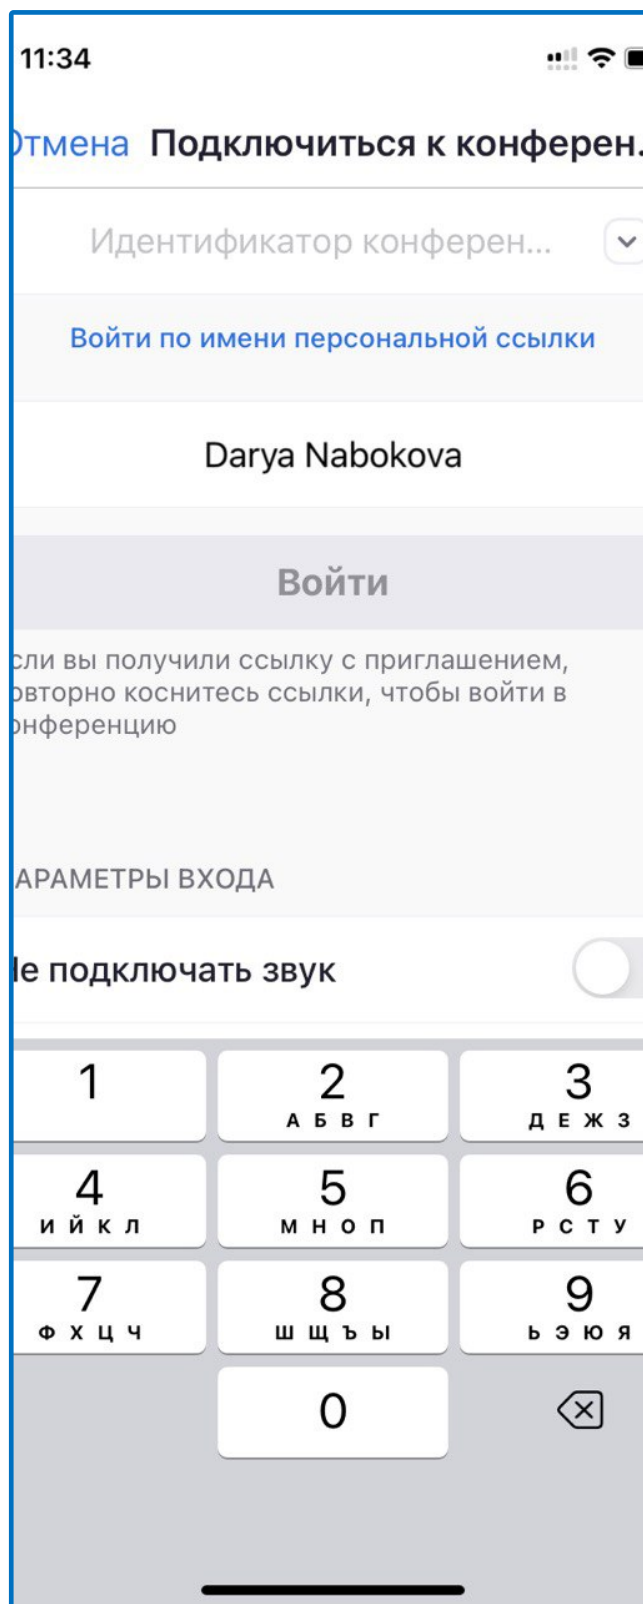 11:34
Отмена Подключиться к конферен.
Идентификатор конферен...
Войти по имени персональной ссылки
Darya Nabokova
Войти
сли вы получили ссылку с приглашением,
овторно коснитесь ссылки, чтобы войти в
онференцию
АРАМЕТРЫ ВХОДА
Не подключать звук
1 2 3
А Б В Г Д Е Ж З
4 5 6
И Й К Л М Н О П Р С Т У
7 8 9
Ф Х Ц Ч Ш Щ Ъ Ы Ь Э Ю Я
0